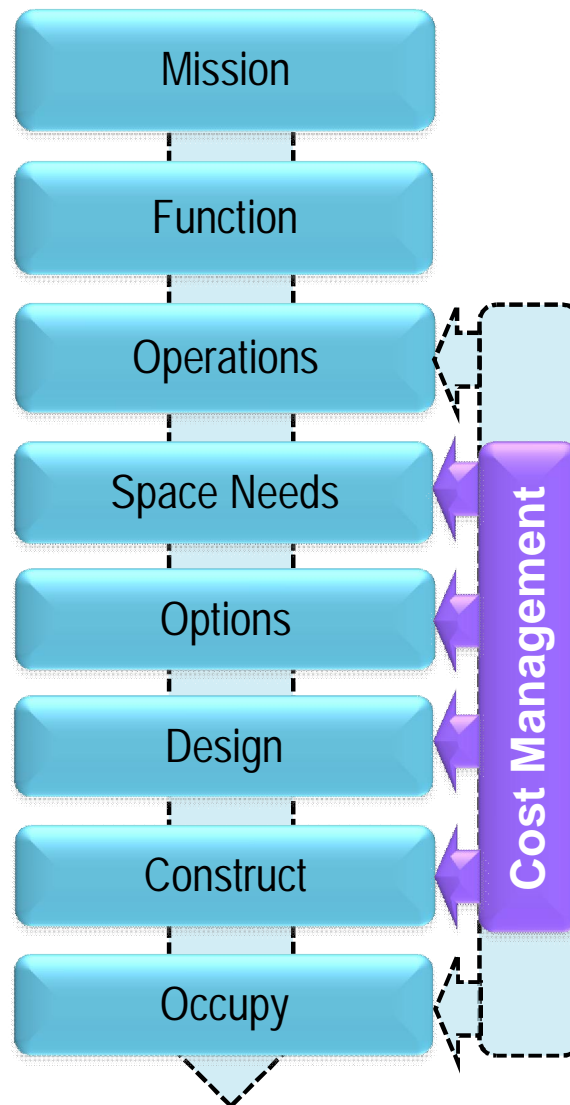 Mission
Function
Operations
Space Needs
Options
Design
Construct
Occupy
Cost Management